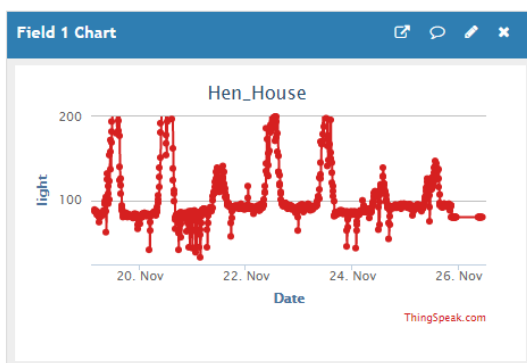 Field 1 Chart
Hen_House
200
100
light
20. Nov
22. Nov
24. Nov
26. Nov
Date
ThingSpeak.com